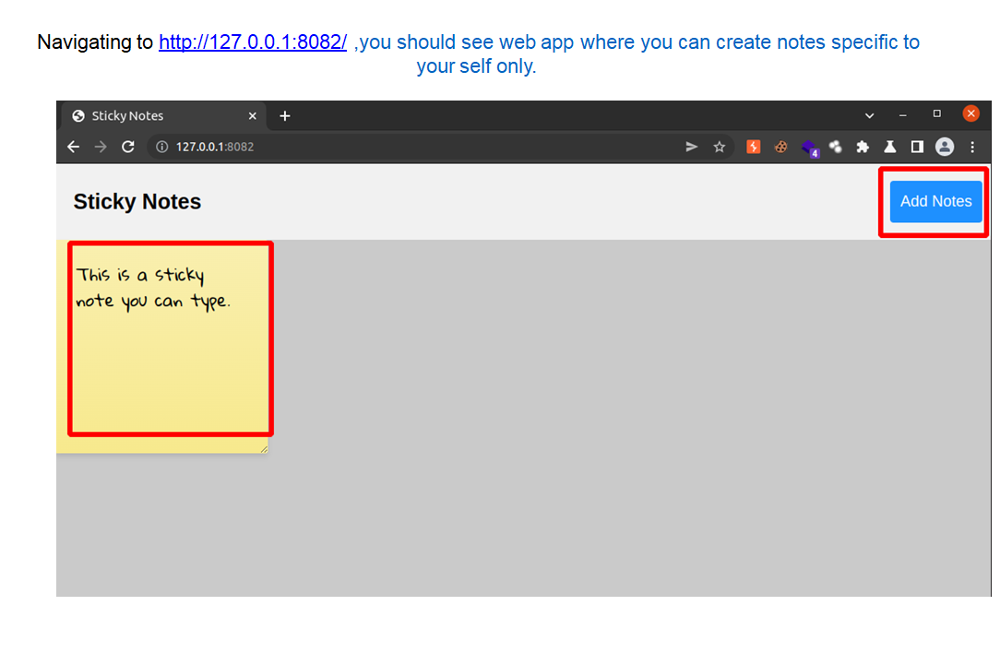 Navigating to http://127.0.0.1:8082/ ,you should see web app where you can create notes specific to
your self only.
Sticky Notes
127.0.0.1:8082
4
Sticky Notes
Add Notes
This is a sticky
note you can type.